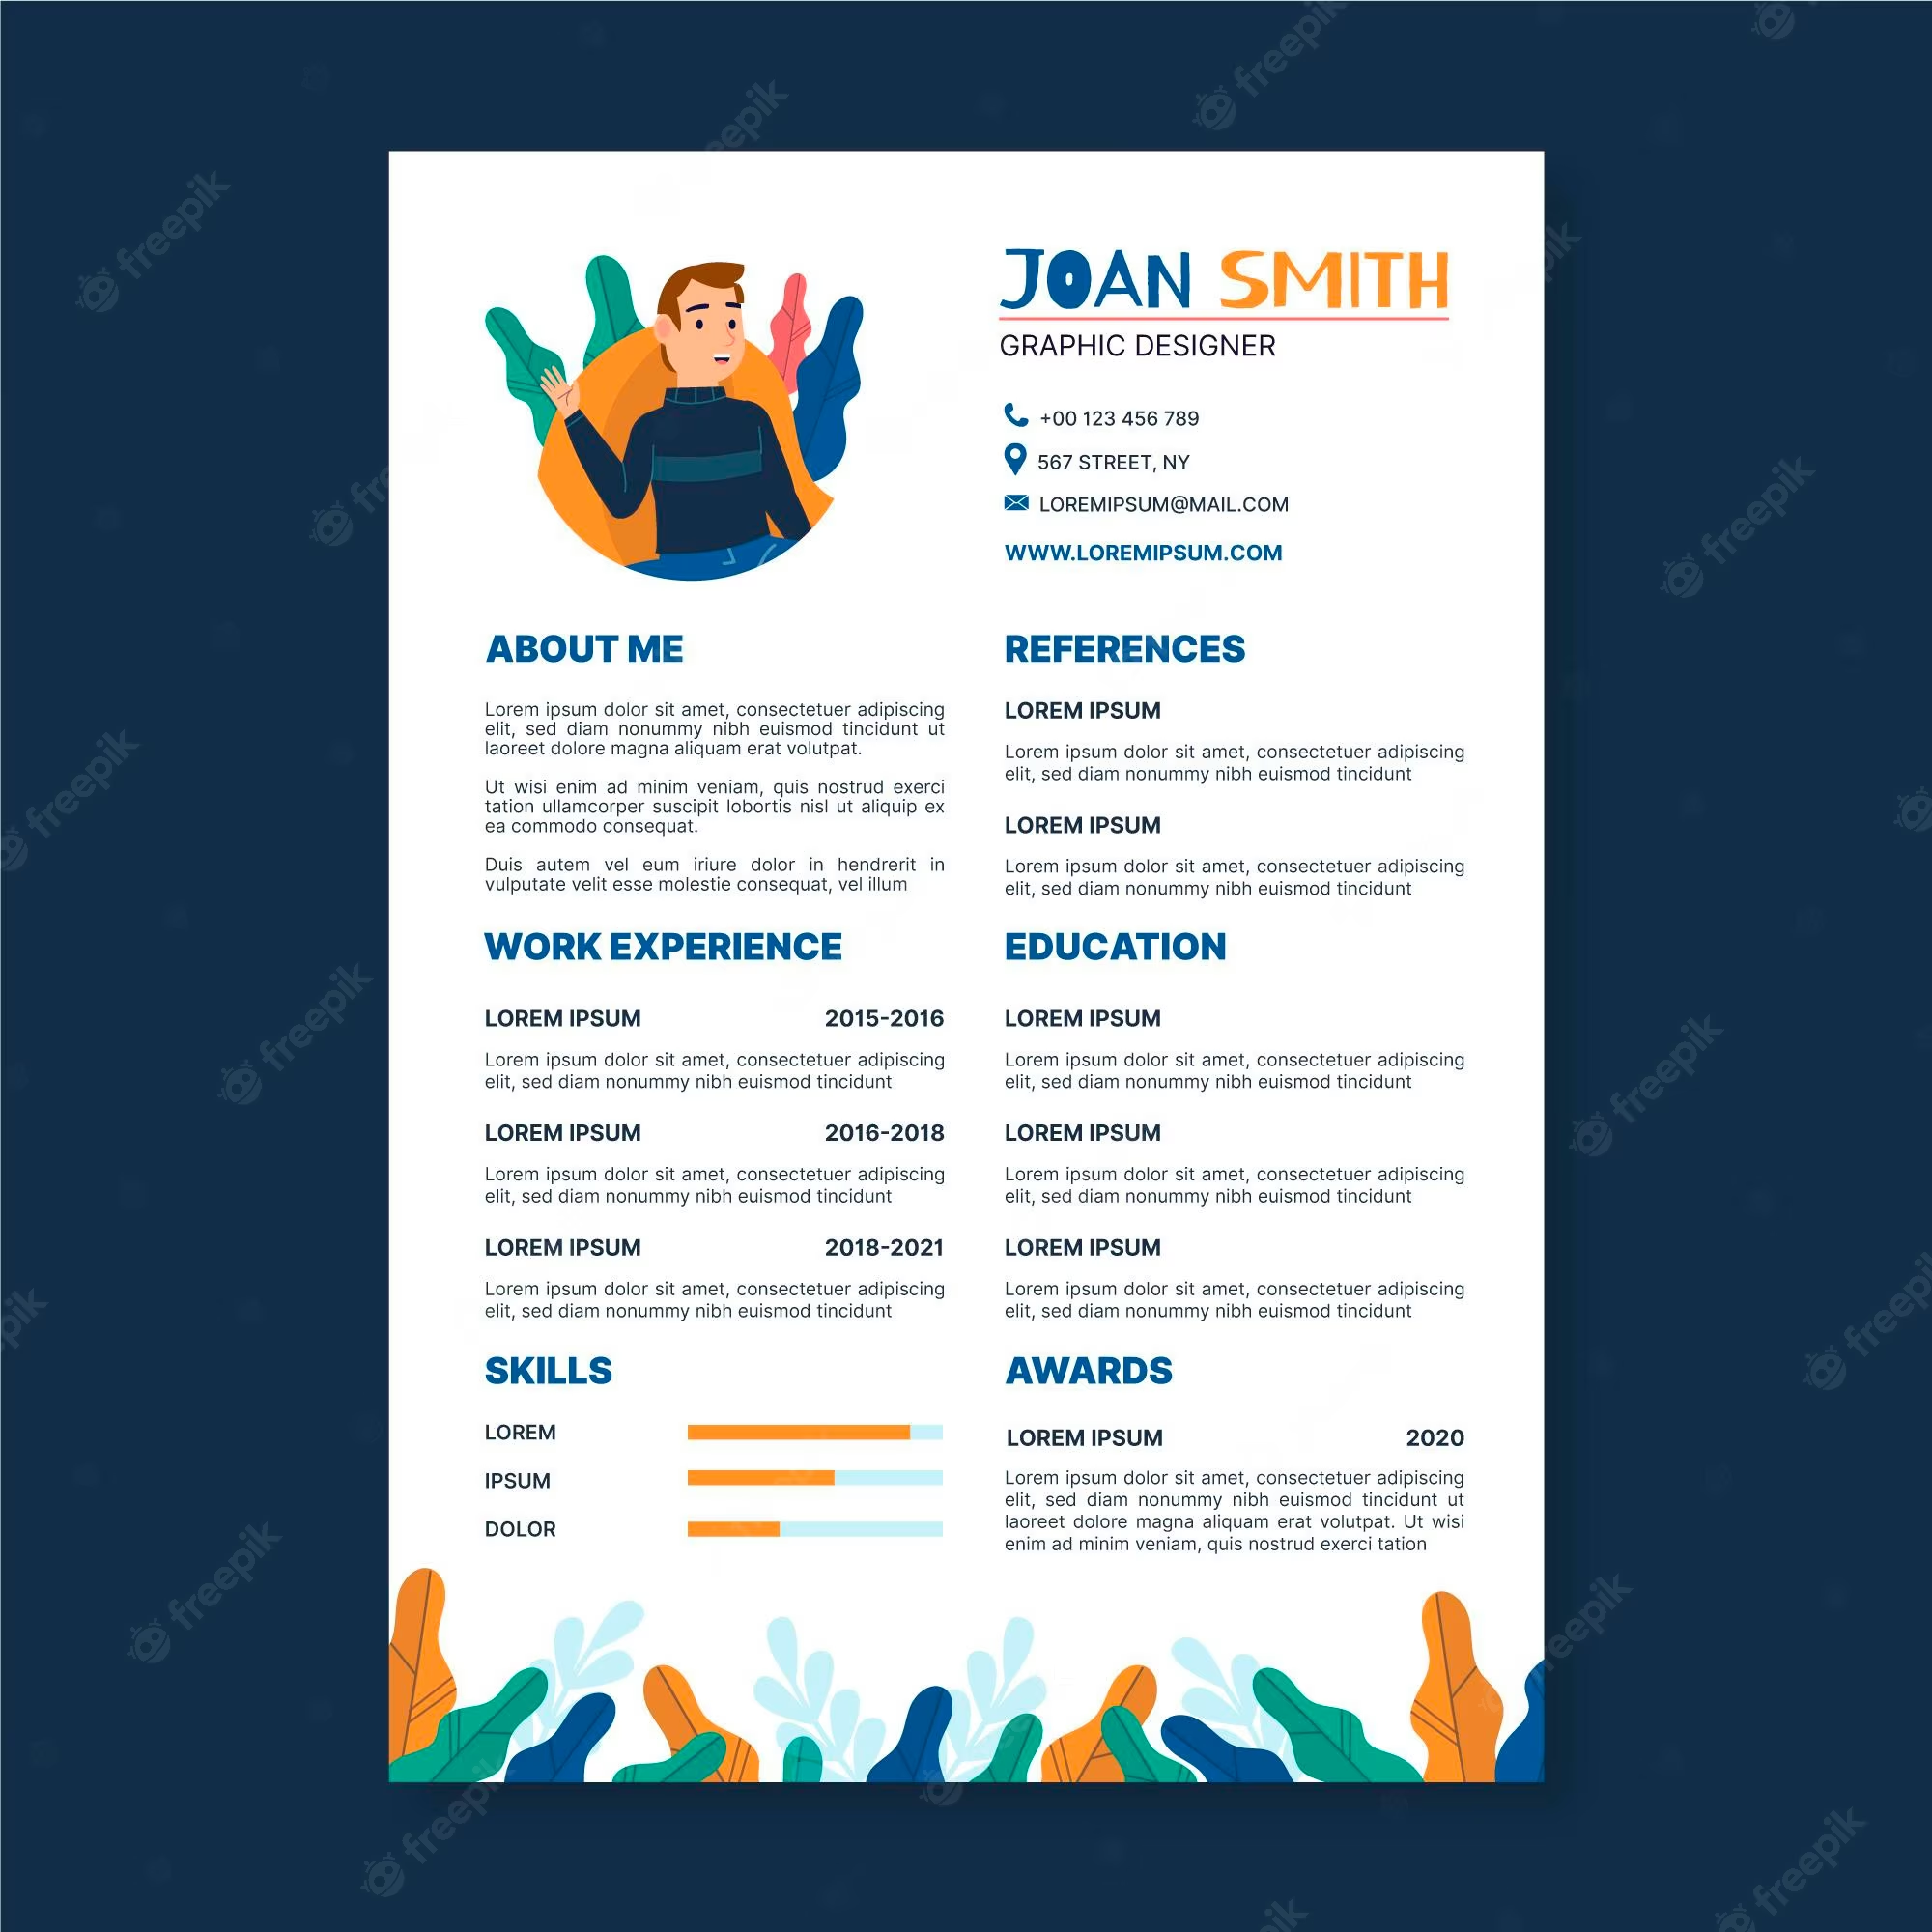 JOAN SMITH
GRAPHIC DESIGNER
+00 123 456 789
567 STREET, NY
LOREMIPSUM@MAIL.COM
WWW.LOREMIPSUM.COM
ABOUT ME
Lorem ipsum dolor sit amet, consectetuer adipiscing
elit, sed diam nonummy nibh euismod tincidunt ut
laoreet dolore magna aliquam erat volutpat.
Ut wisi enim ad minim veniam, quis nostrud exerci
tation ullamcorper suscipit lobortis nisl ut aliquip ex
ea commodo consequat.
Duis autem vel eum iriure dolor in hendrerit in
vulputate velit esse molestie consequat, vel illum
REFERENCES
LOREM IPSUM
Lorem ipsum dolor sit amet, consectetuer adipiscing
elit, sed diam nonummy nibh euismod tincidunt
LOREM IPSUM
Lorem ipsum dolor sit amet, consectetuer adipiscing
elit, sed diam nonummy nibh euismod tincidunt
WORK EXPERIENCE
LOREM IPSUM 2015-2016
Lorem ipsum dolor sit amet, consectetuer adipiscing
elit, sed diam nonummy nibh euismod tincidunt
LOREM IPSUM 2016-2018
Lorem ipsum dolor sit amet, consectetuer adipiscing
elit, sed diam nonummy nibh euismod tincidunt
LOREM IPSUM 2018-2021
Lorem ipsum dolor sit amet, consectetuer adipiscing
elit, sed diam nonummy nibh euismod tincidunt
EDUCATION
LOREM IPSUM
Lorem ipsum dolor sit amet, consectetuer adipiscing
elit, sed diam nonummy nibh euismod tincidunt
LOREM IPSUM
Lorem ipsum dolor sit amet, consectetuer adipiscing
elit, sed diam nonummy nibh euismod tincidunt
LOREM IPSUM
Lorem ipsum dolor sit amet, consectetuer adipiscing
elit, sed diam nonummy nibh euismod tincidunt
SKILLS
LOREM
IPSUM
DOLOR
AWARDS
LOREM IPSUM 2020
Lorem ipsum dolor sit amet, consectetuer adipiscing
elit, sed diam nonummy nibh euismod tincidunt ut
laoreet dolore magna aliquam erat volutpat. Ut wisi
enim ad minim veniam, quis nostrud exerci tation
freepik